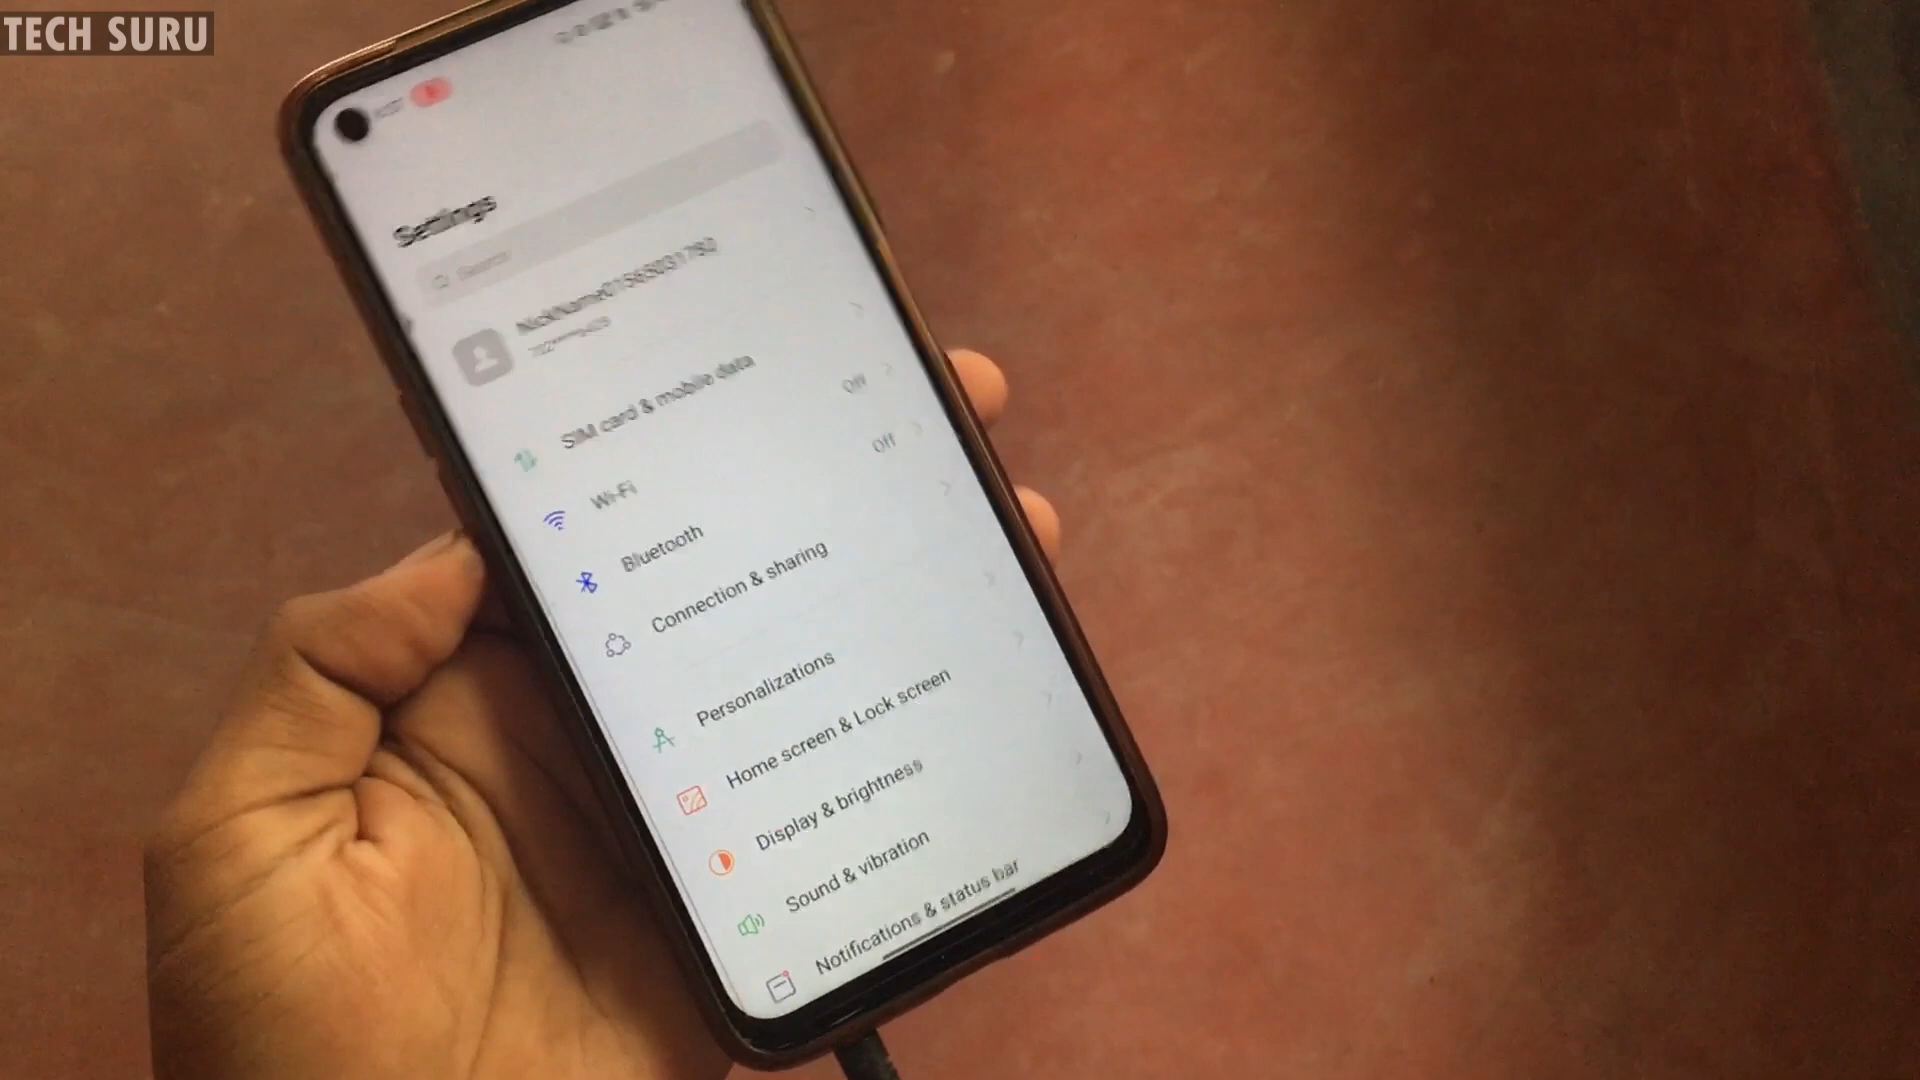 TECH SURU
Settings
Search
SIM card & mobile data
Wi-Fi
Off
Bluetooth
Off
Connection & sharing
Personalizations
Home screen & Lock screen
Display & brightness
Sound & vibration
Notifications & status bar